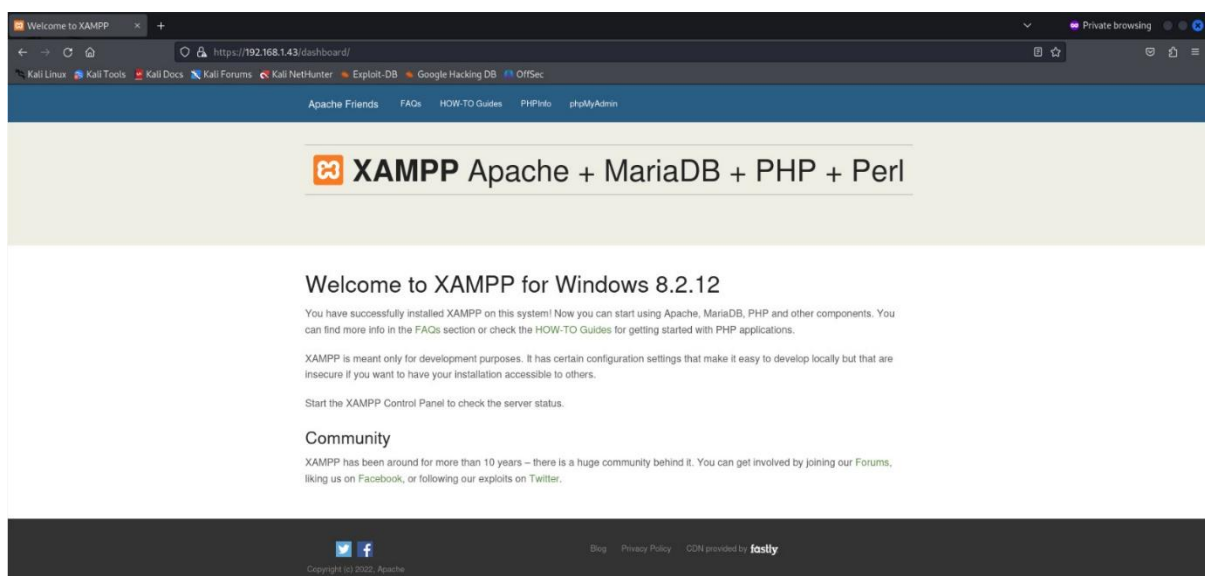 Welcome to XAMPP
Private browsing
https://192.168.1.43/dashboard/
Kali Linux Kali Tools Kali Docs Kali Forums Kali NetHunter Exploit-DB Google Hacking DB OffSec
Apache Friends FAQs HOW-TO Guides PHPInfo phpMyAdmin
XAMPP Apache + MariaDB + PHP + Perl
Welcome to XAMPP for Windows 8.2.12
You have successfully installed XAMPP on this system! Now you can start using Apache, MariaDB, PHP and other components. You
can find more info in the FAQs section or check the HOW-TO Guides for getting started with PHP applications.
XAMPP is meant only for development purposes. It has certain configuration settings that make it easy to develop locally but that are
insecure if you want to have your installation accessible to others.
Start the XAMPP Control Panel to check the server status.
Community
XAMPP has been around for more than 10 years – there is a huge community behind it. You can get involved by joining our Forums,
liking us on Facebook, or following our exploits on Twitter.
Blog Privacy Policy CDN provided by fastly
Copyright (c) 2022, Apache